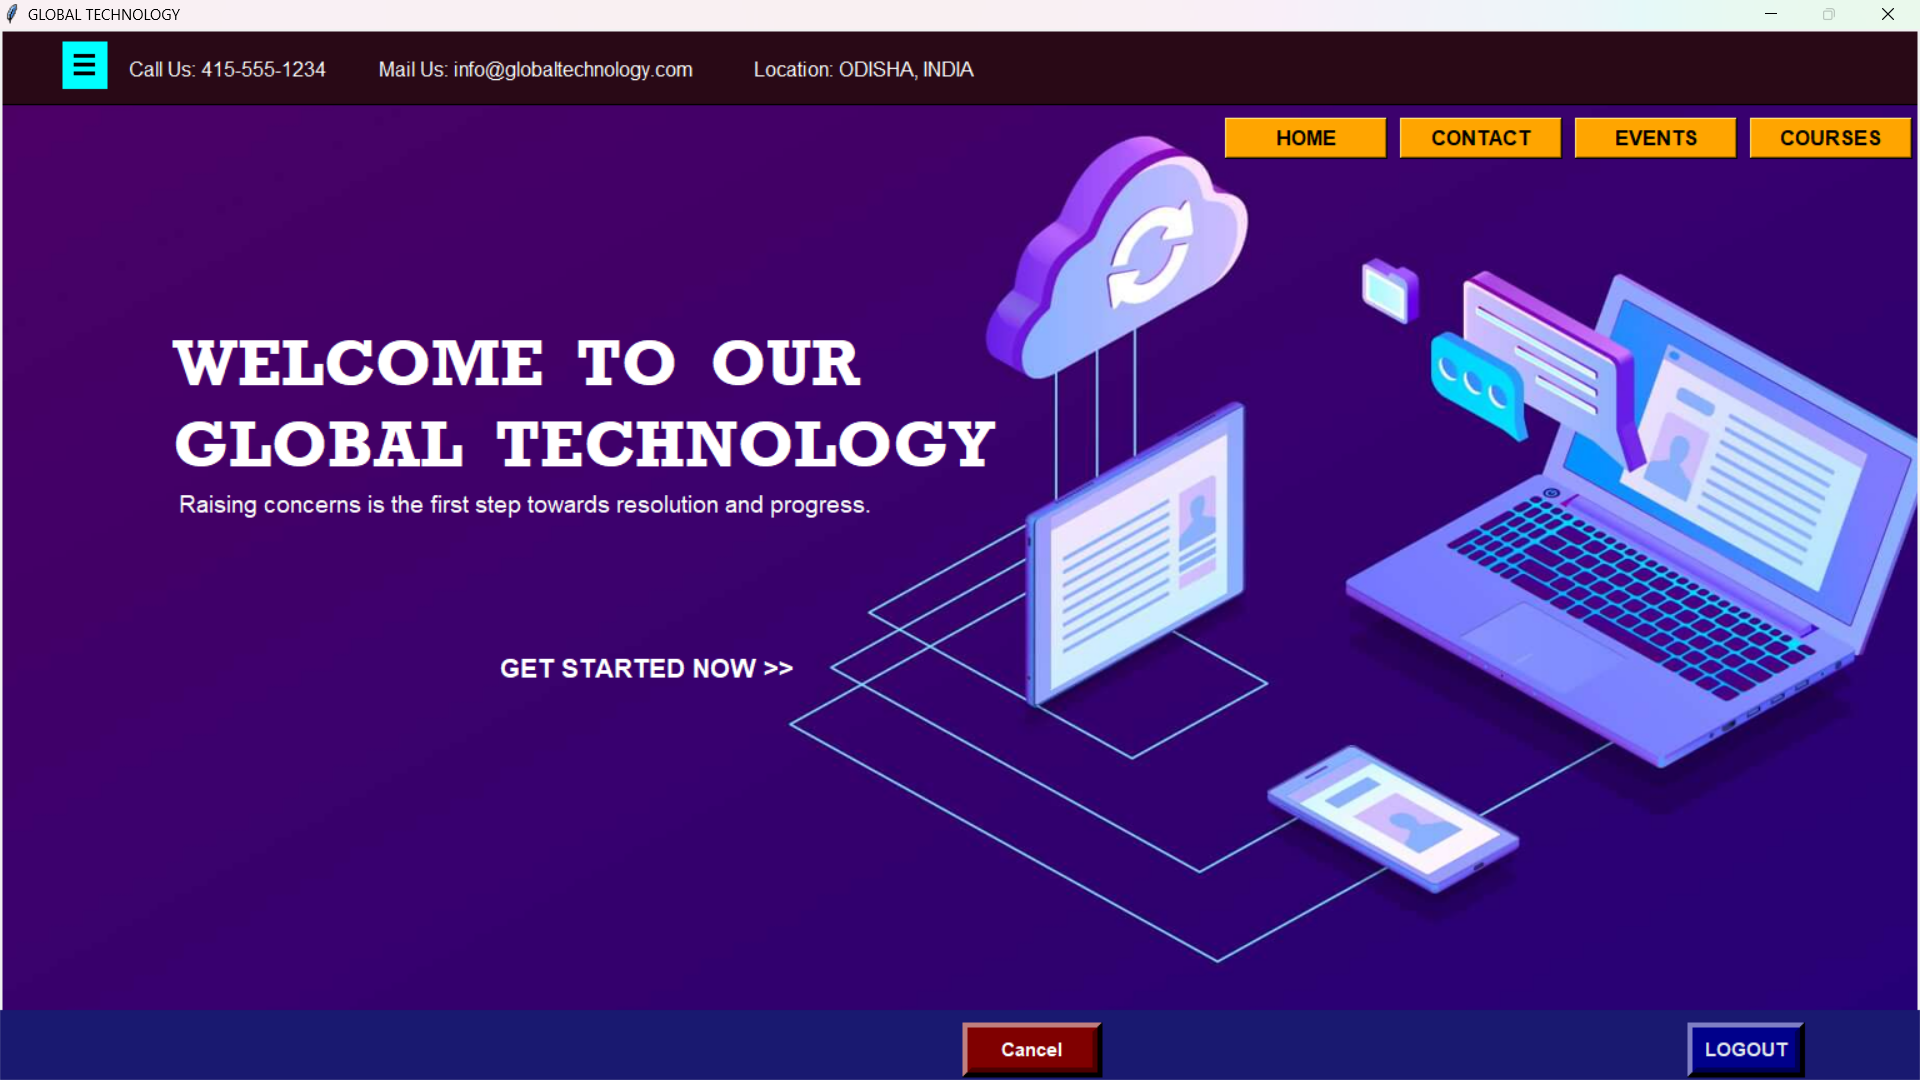 GLOBAL TECHNOLOGY
Call Us: 415-555-1234 Mail Us: info@globaltechnology.com Location: ODISHA, INDIA
HOME CONTACT EVENTS COURSES
WELCOME TO OUR
GLOBAL TECHNOLOGY
Raising concerns is the first step towards resolution and progress.
GET STARTED NOW >>
Cancel LOGOUT